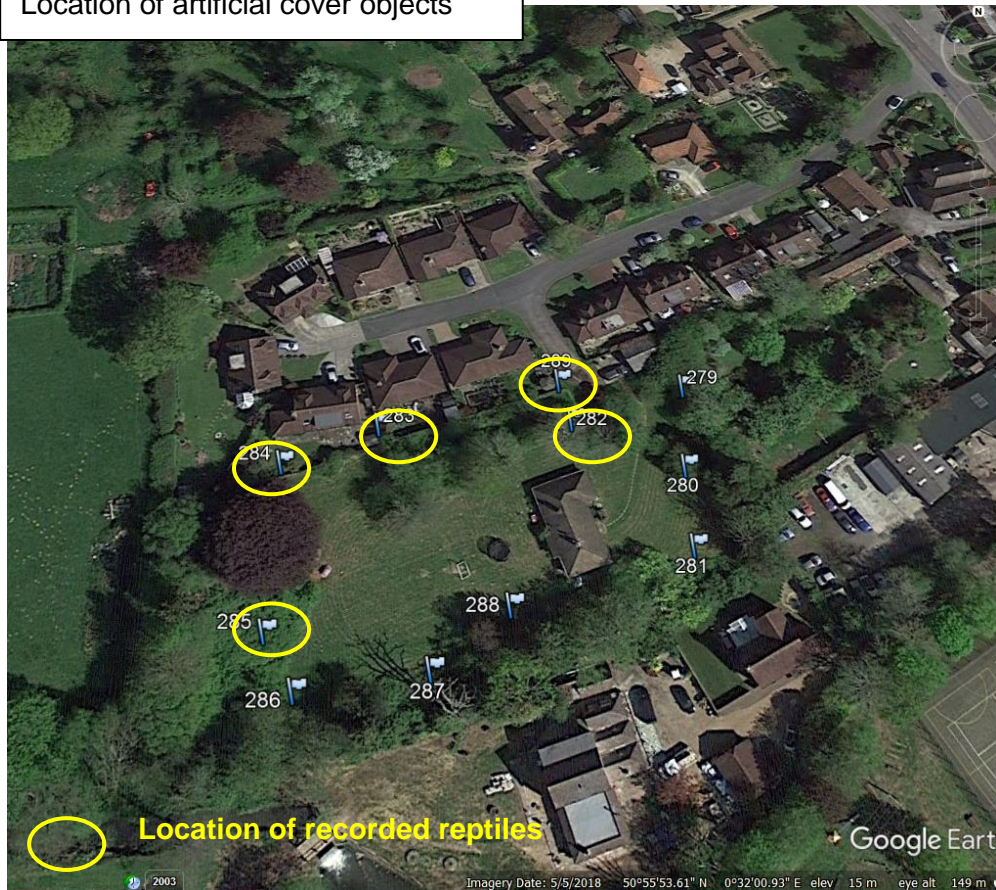 Location of artificial cover objects
N
289
279
283
282
284
280
281
288
285
286
287
Location of recorded reptiles
Google Eart
2003
Imagery Date: 5/5/2018 50°55'53.61" N 0°32'00.93" E elev 15 m eye alt 149 m